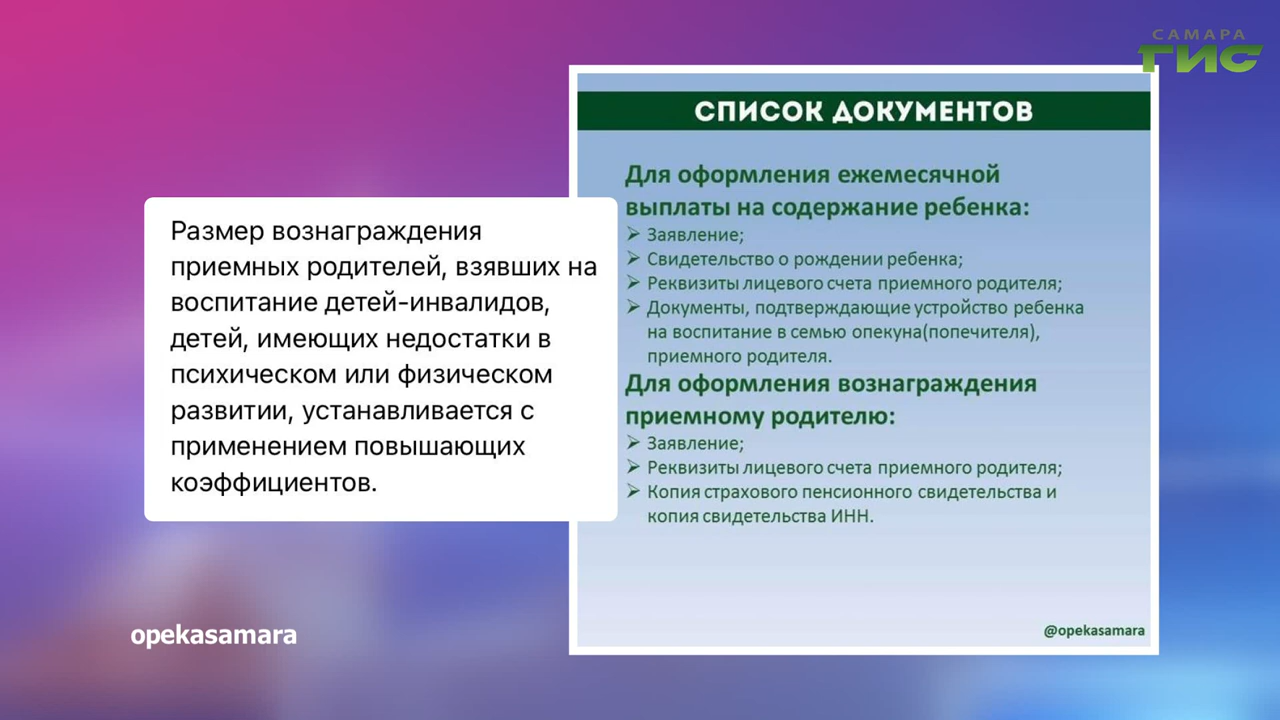 САМАРА
ГИС
СПИСОК ДОКУМЕНТОВ
Для оформления ежемесячной
выплаты на содержание ребенка:
Заявление;
Свидетельство о рождении ребенка;
Реквизиты лицевого счета приемного родителя;
Документы, подтверждающие устройство ребенка
на воспитание в семью опекуна(попечителя),
приемного родителя.
Для оформления вознаграждения
приемному родителю:
Заявление;
Реквизиты лицевого счета приемного родителя;
Копия страхового пенсионного свидетельства и
копия свидетельства ИНН.
@opekasamara
Размер вознаграждения
приемных родителей, взявших на
воспитание детей-инвалидов,
детей, имеющих недостатки в
психическом или физическом
развитии, устанавливается с
применением повышающих
коэффициентов.
opekasamara